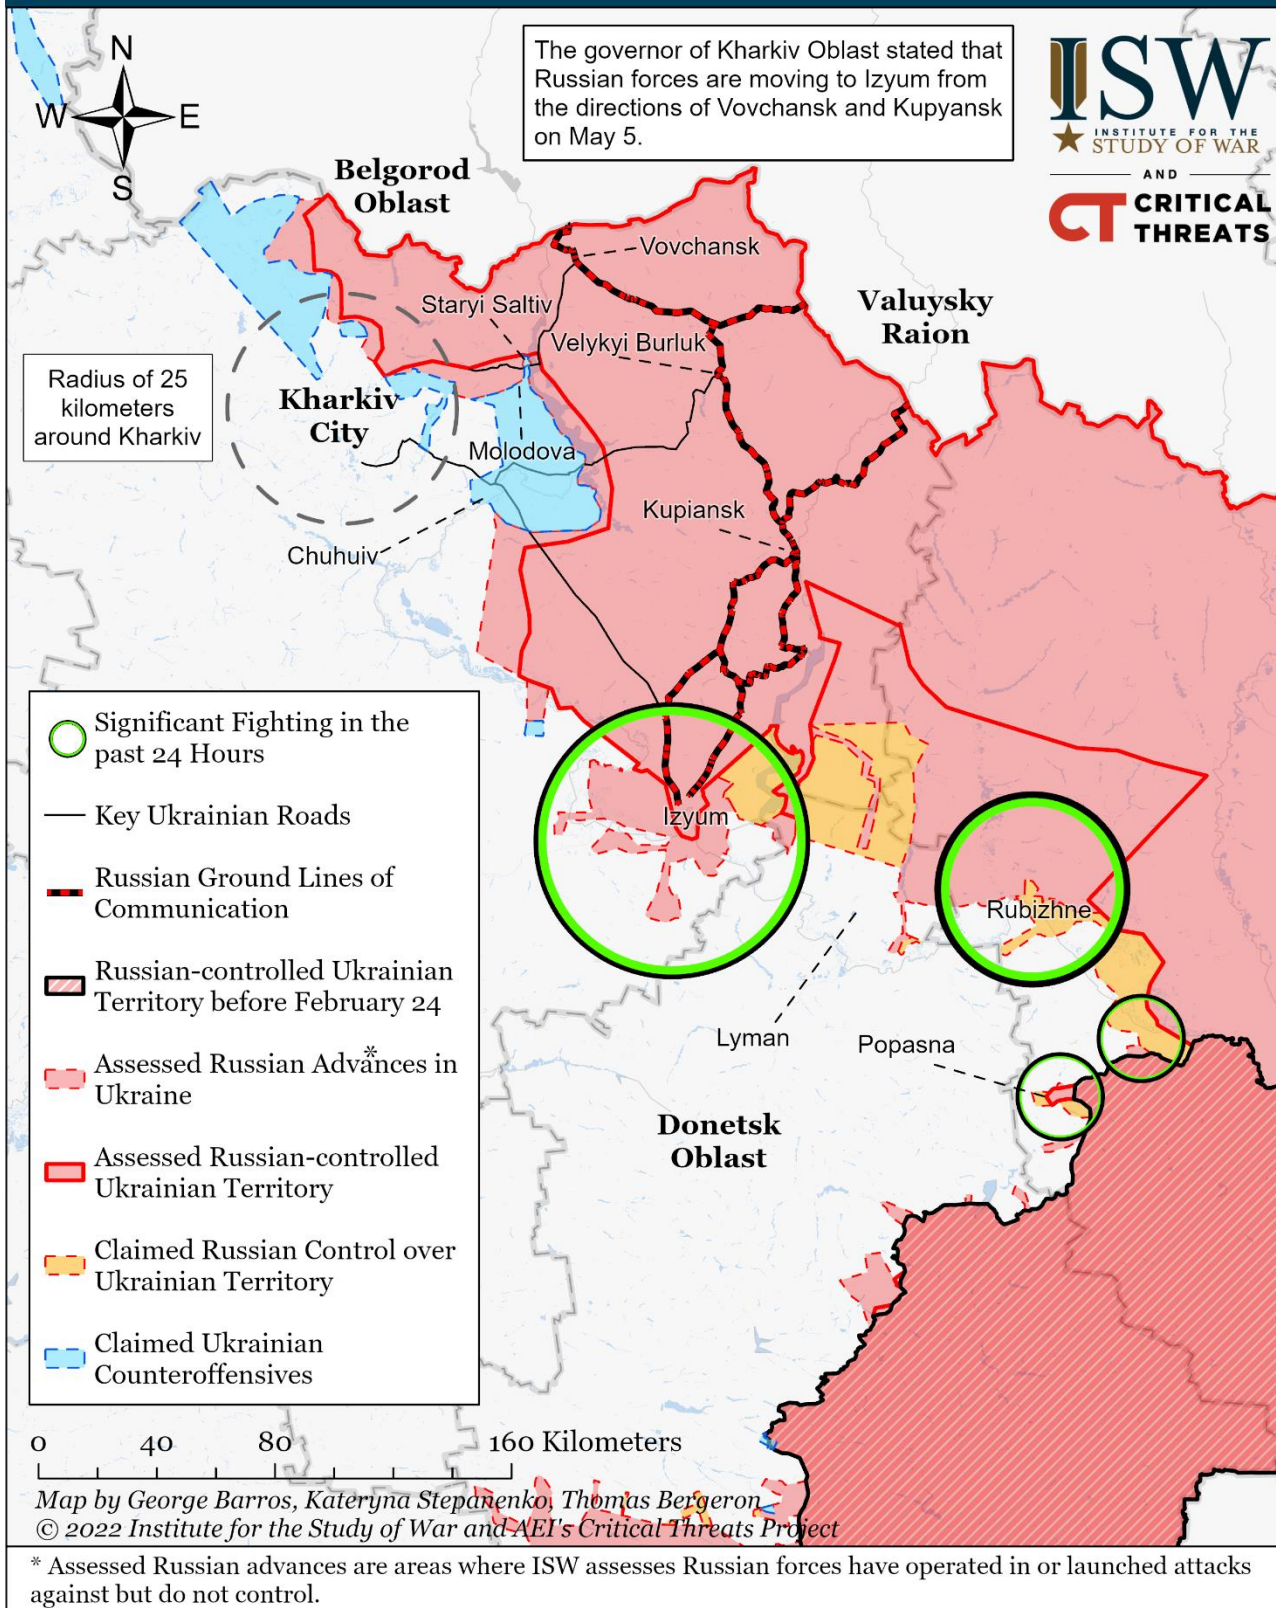 The governor of Kharkiv Oblast stated that
Russian forces are moving to Izyum from
the directions of Vovchansk and Kupyansk
on May 5.
ISW
INSTITUTE FOR THE
STUDY OF WAR
AND
CT CRITICAL
THREATS
N
W
E
S
Belgorod
Oblast
Vovchansk
Staryi Saltiv
Valuysky
Raion
Velykyi Burluk
Radius of 25
kilometers
around Kharkiv
Kharkiv
City
Molodova
Kupiansk
Chuhuiv
Izyum
Rubizhne
Lyman
Popasna
Donetsk
Oblast
Significant Fighting in the
past 24 Hours
Key Ukrainian Roads
Russian Ground Lines of
Communication
Russian-controlled Ukrainian
Territory before February 24
Assessed Russian Advances in
Ukraine
*
Assessed Russian-controlled
Ukrainian Territory
Claimed Russian Control over
Ukrainian Territory
Claimed Ukrainian
Counteroffensives
0 40 80 160 Kilometers
Map by George Barros, Kateryna Stepanenko, Thomas Bergeron
© 2022 Institute for the Study of War and AEI's Critical Threats Project
* Assessed Russian advances are areas where ISW assesses Russian forces have operated in or launched attacks
against but do not control.